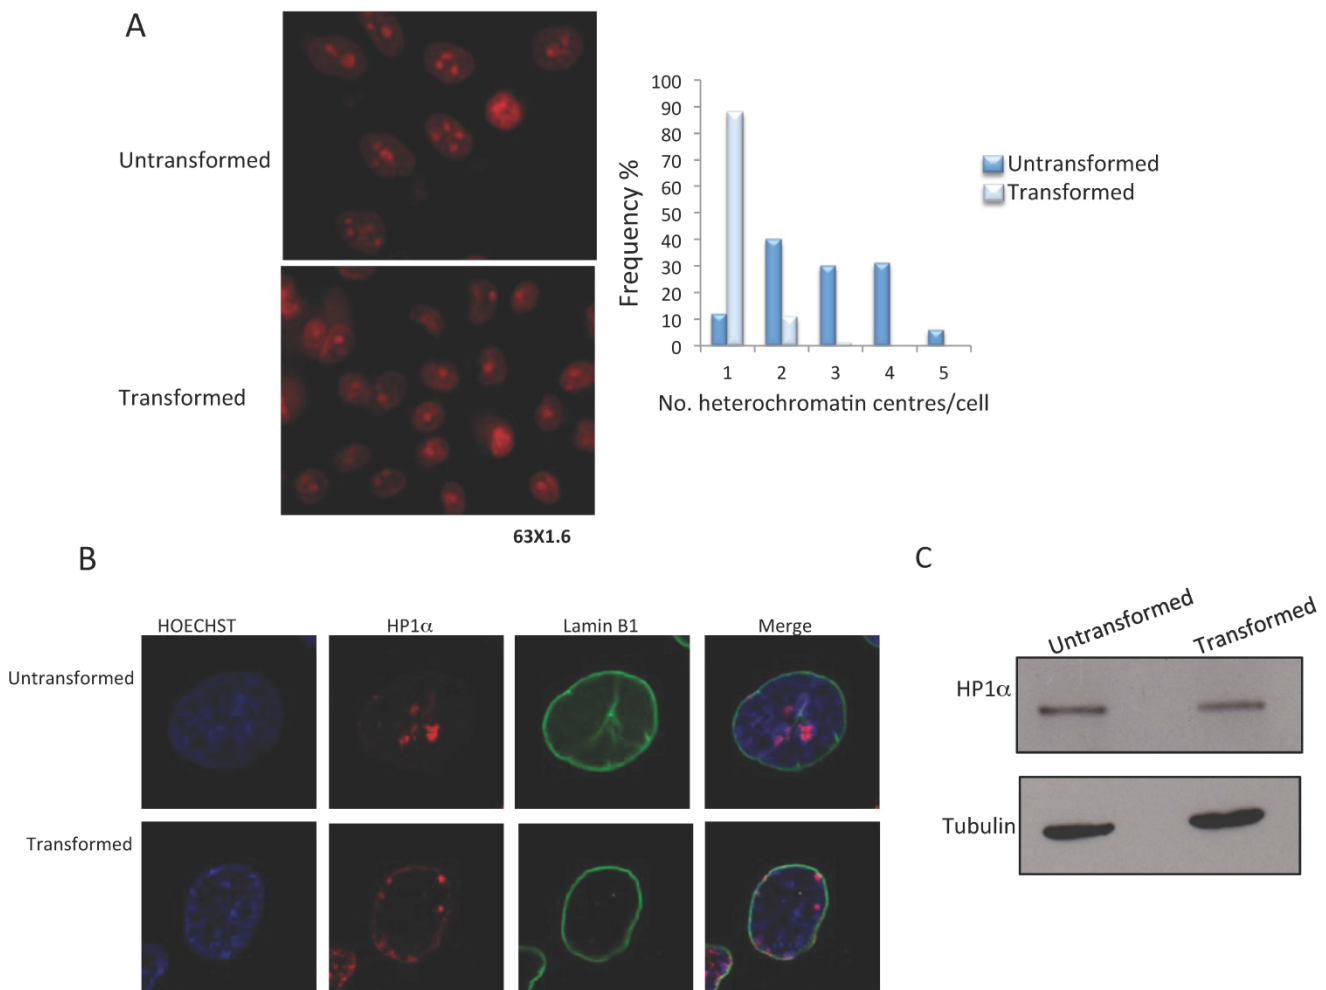 A
Untransformed
Transformed
63X1.6
100
90
80
70
60
50
40
30
20
10
0
Frequency %
1 2 3 4 5
No. heterochromatin centres/cell
Untransformed
Transformed
B
HOECHST HP1α Lamin B1 Merge
Untransformed
Transformed
C
Untransformed Transformed
HP1α
Tubulin